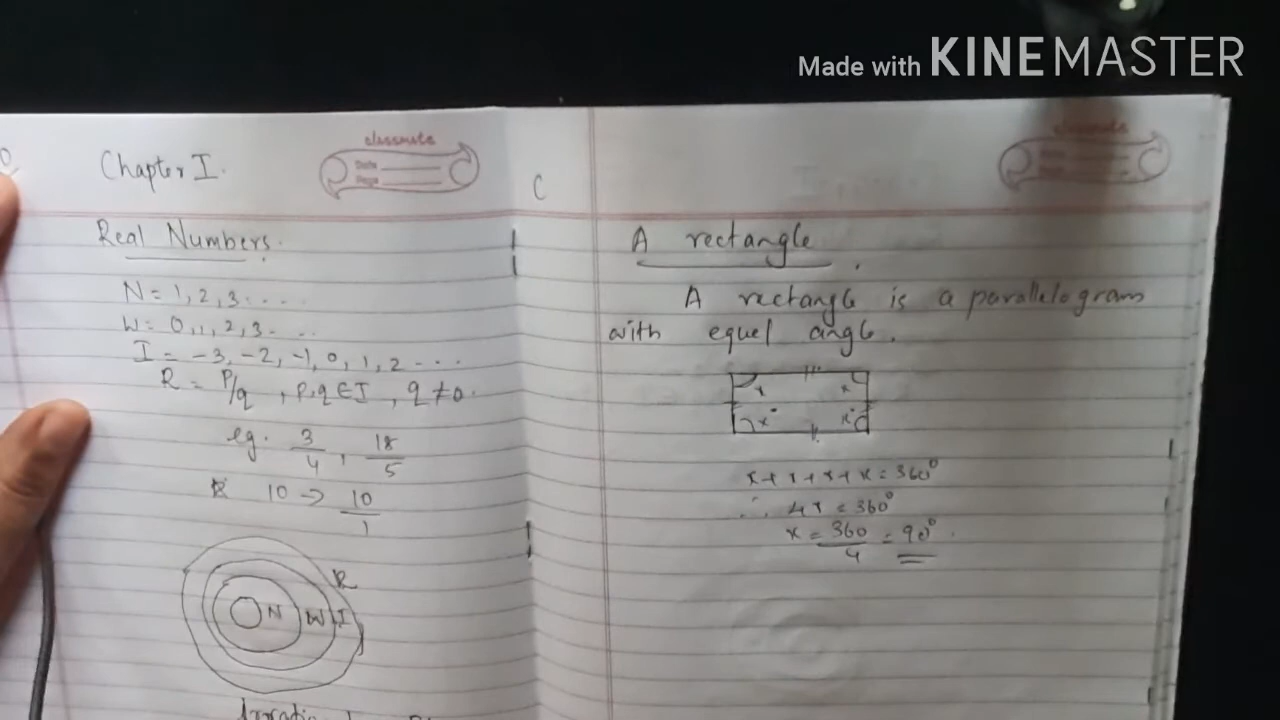 Made with KINEMASTER
Chapter I.
classmate
Date
Page
Real Numbers.
N = 1, 2, 3 . . . .
W = 0, 1, 2, 3 - . . .
I = -3, -2, -1, 0, 1, 2 - . . .
R = P/q , P, q ∈ I , q ≠ 0.
eg. 3/4 , 18/5
10 → 10/1
R
N W I
C
classmate
A rectangle.
A rectangle is a parallelogram
with equel angle.
x x
x° x°
x + x + x + x = 360°
∴ 4x = 360°
x = 360/4 = 90°.